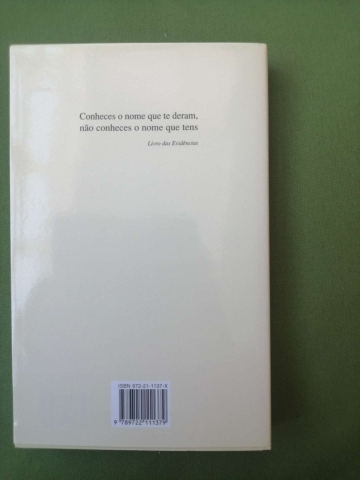 Conheces o nome que te deram,
não conheces o nome que tens
Livro das Evidências
ISBN 972-21-1137-X
9 789722 111379